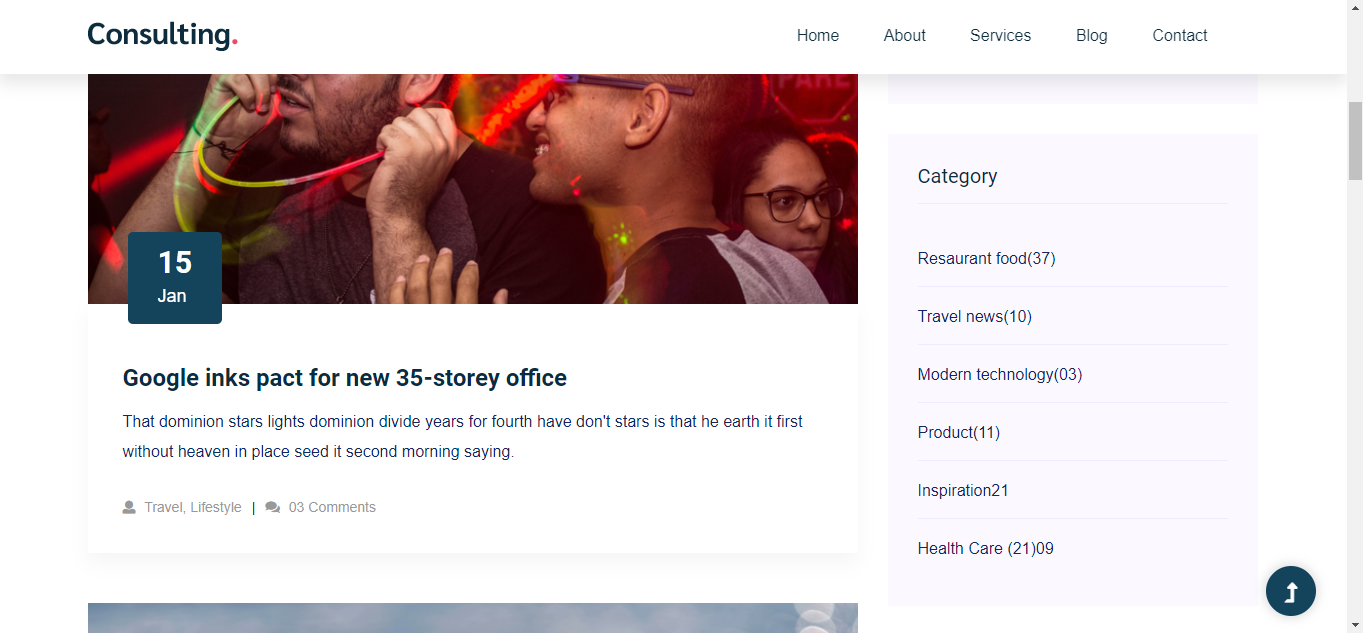 Consulting.
Home About Services Blog Contact
15
Jan
Google inks pact for new 35-storey office
That dominion stars lights dominion divide years for fourth have don't stars is that he earth it first
without heaven in place seed it second morning saying.
Travel, Lifestyle | 03 Comments
Category
Resaurant food(37)
Travel news(10)
Modern technology(03)
Product(11)
Inspiration21
Health Care (21)09